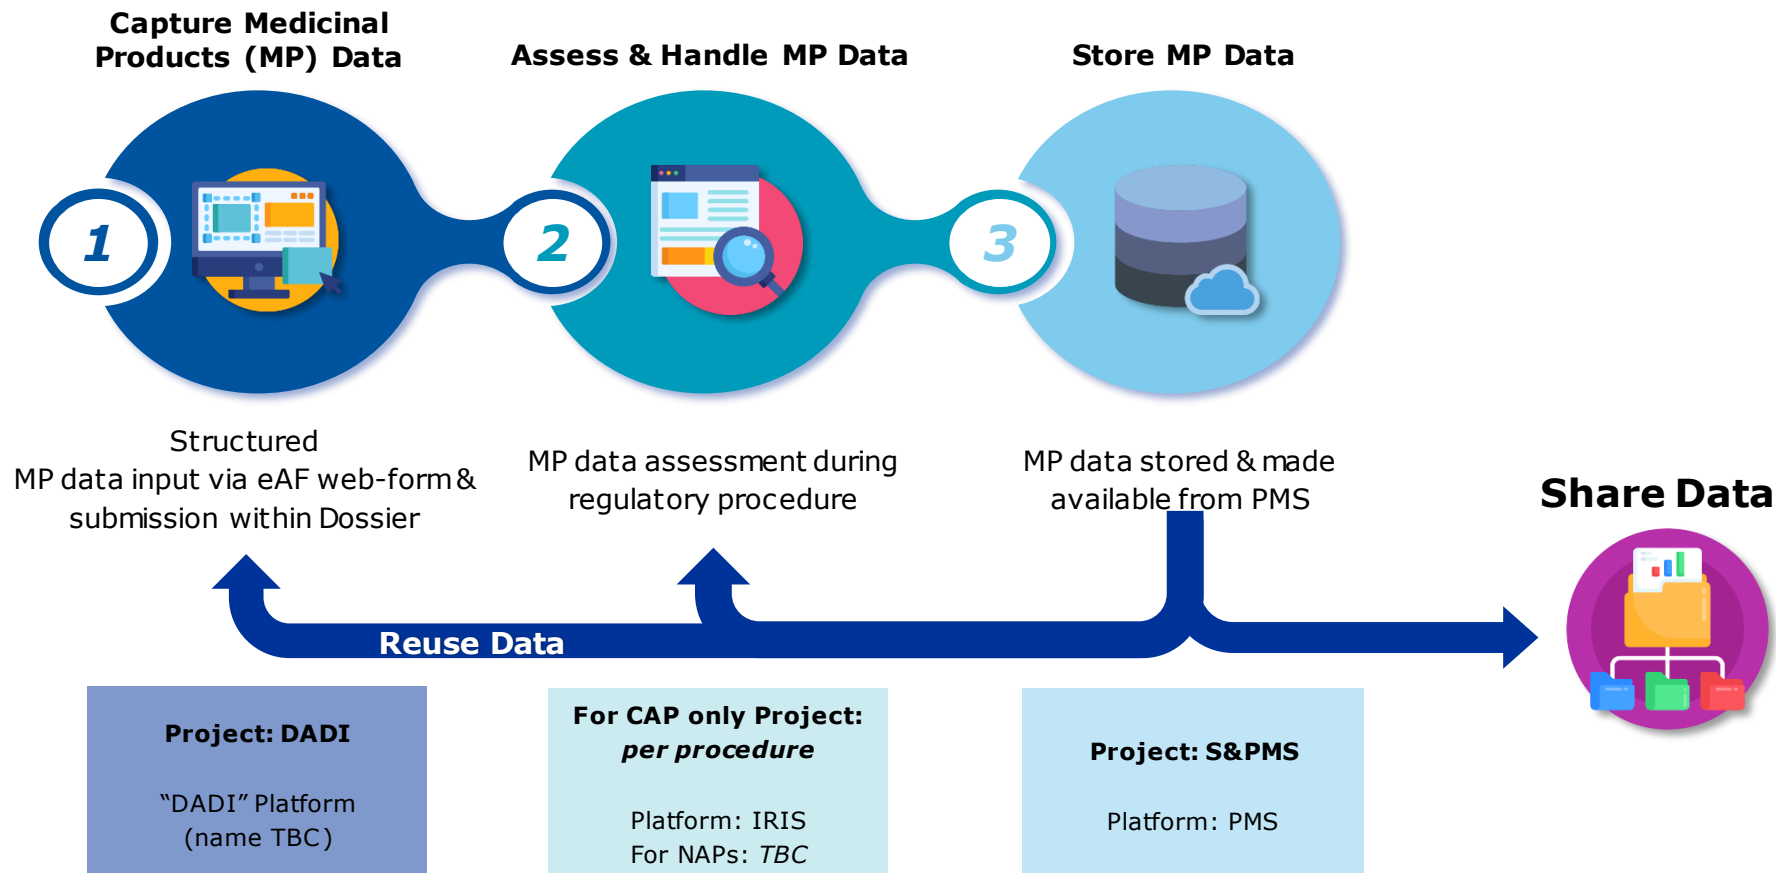 Capture Medicinal
Products (MP) Data
Assess & Handle MP Data
Store MP Data
1
2
3
Structured
MP data input via eAF web-form &
submission within Dossier
MP data assessment during
regulatory procedure
MP data stored & made
available from PMS
Share Data
Reuse Data
Project: DADI
“DADI” Platform
(name TBC)
For CAP only Project:
per procedure
Platform: IRIS
For NAPs: TBC
Project: S&PMS
Platform: PMS